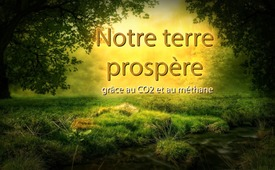 Notre terre
prospère
grâce au CO2 et au méthane